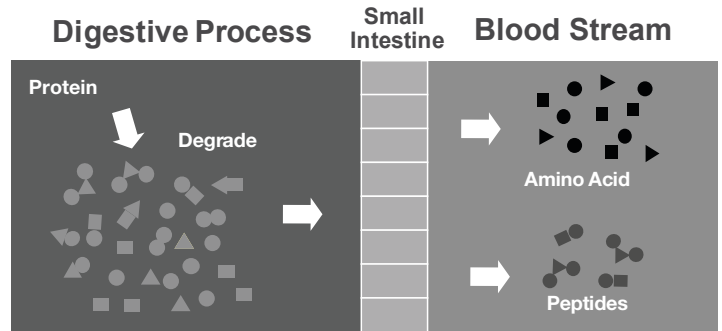 Digestive Process
Small
Intestine
Blood Stream
Protein
Degrade
Amino Acid
Peptides